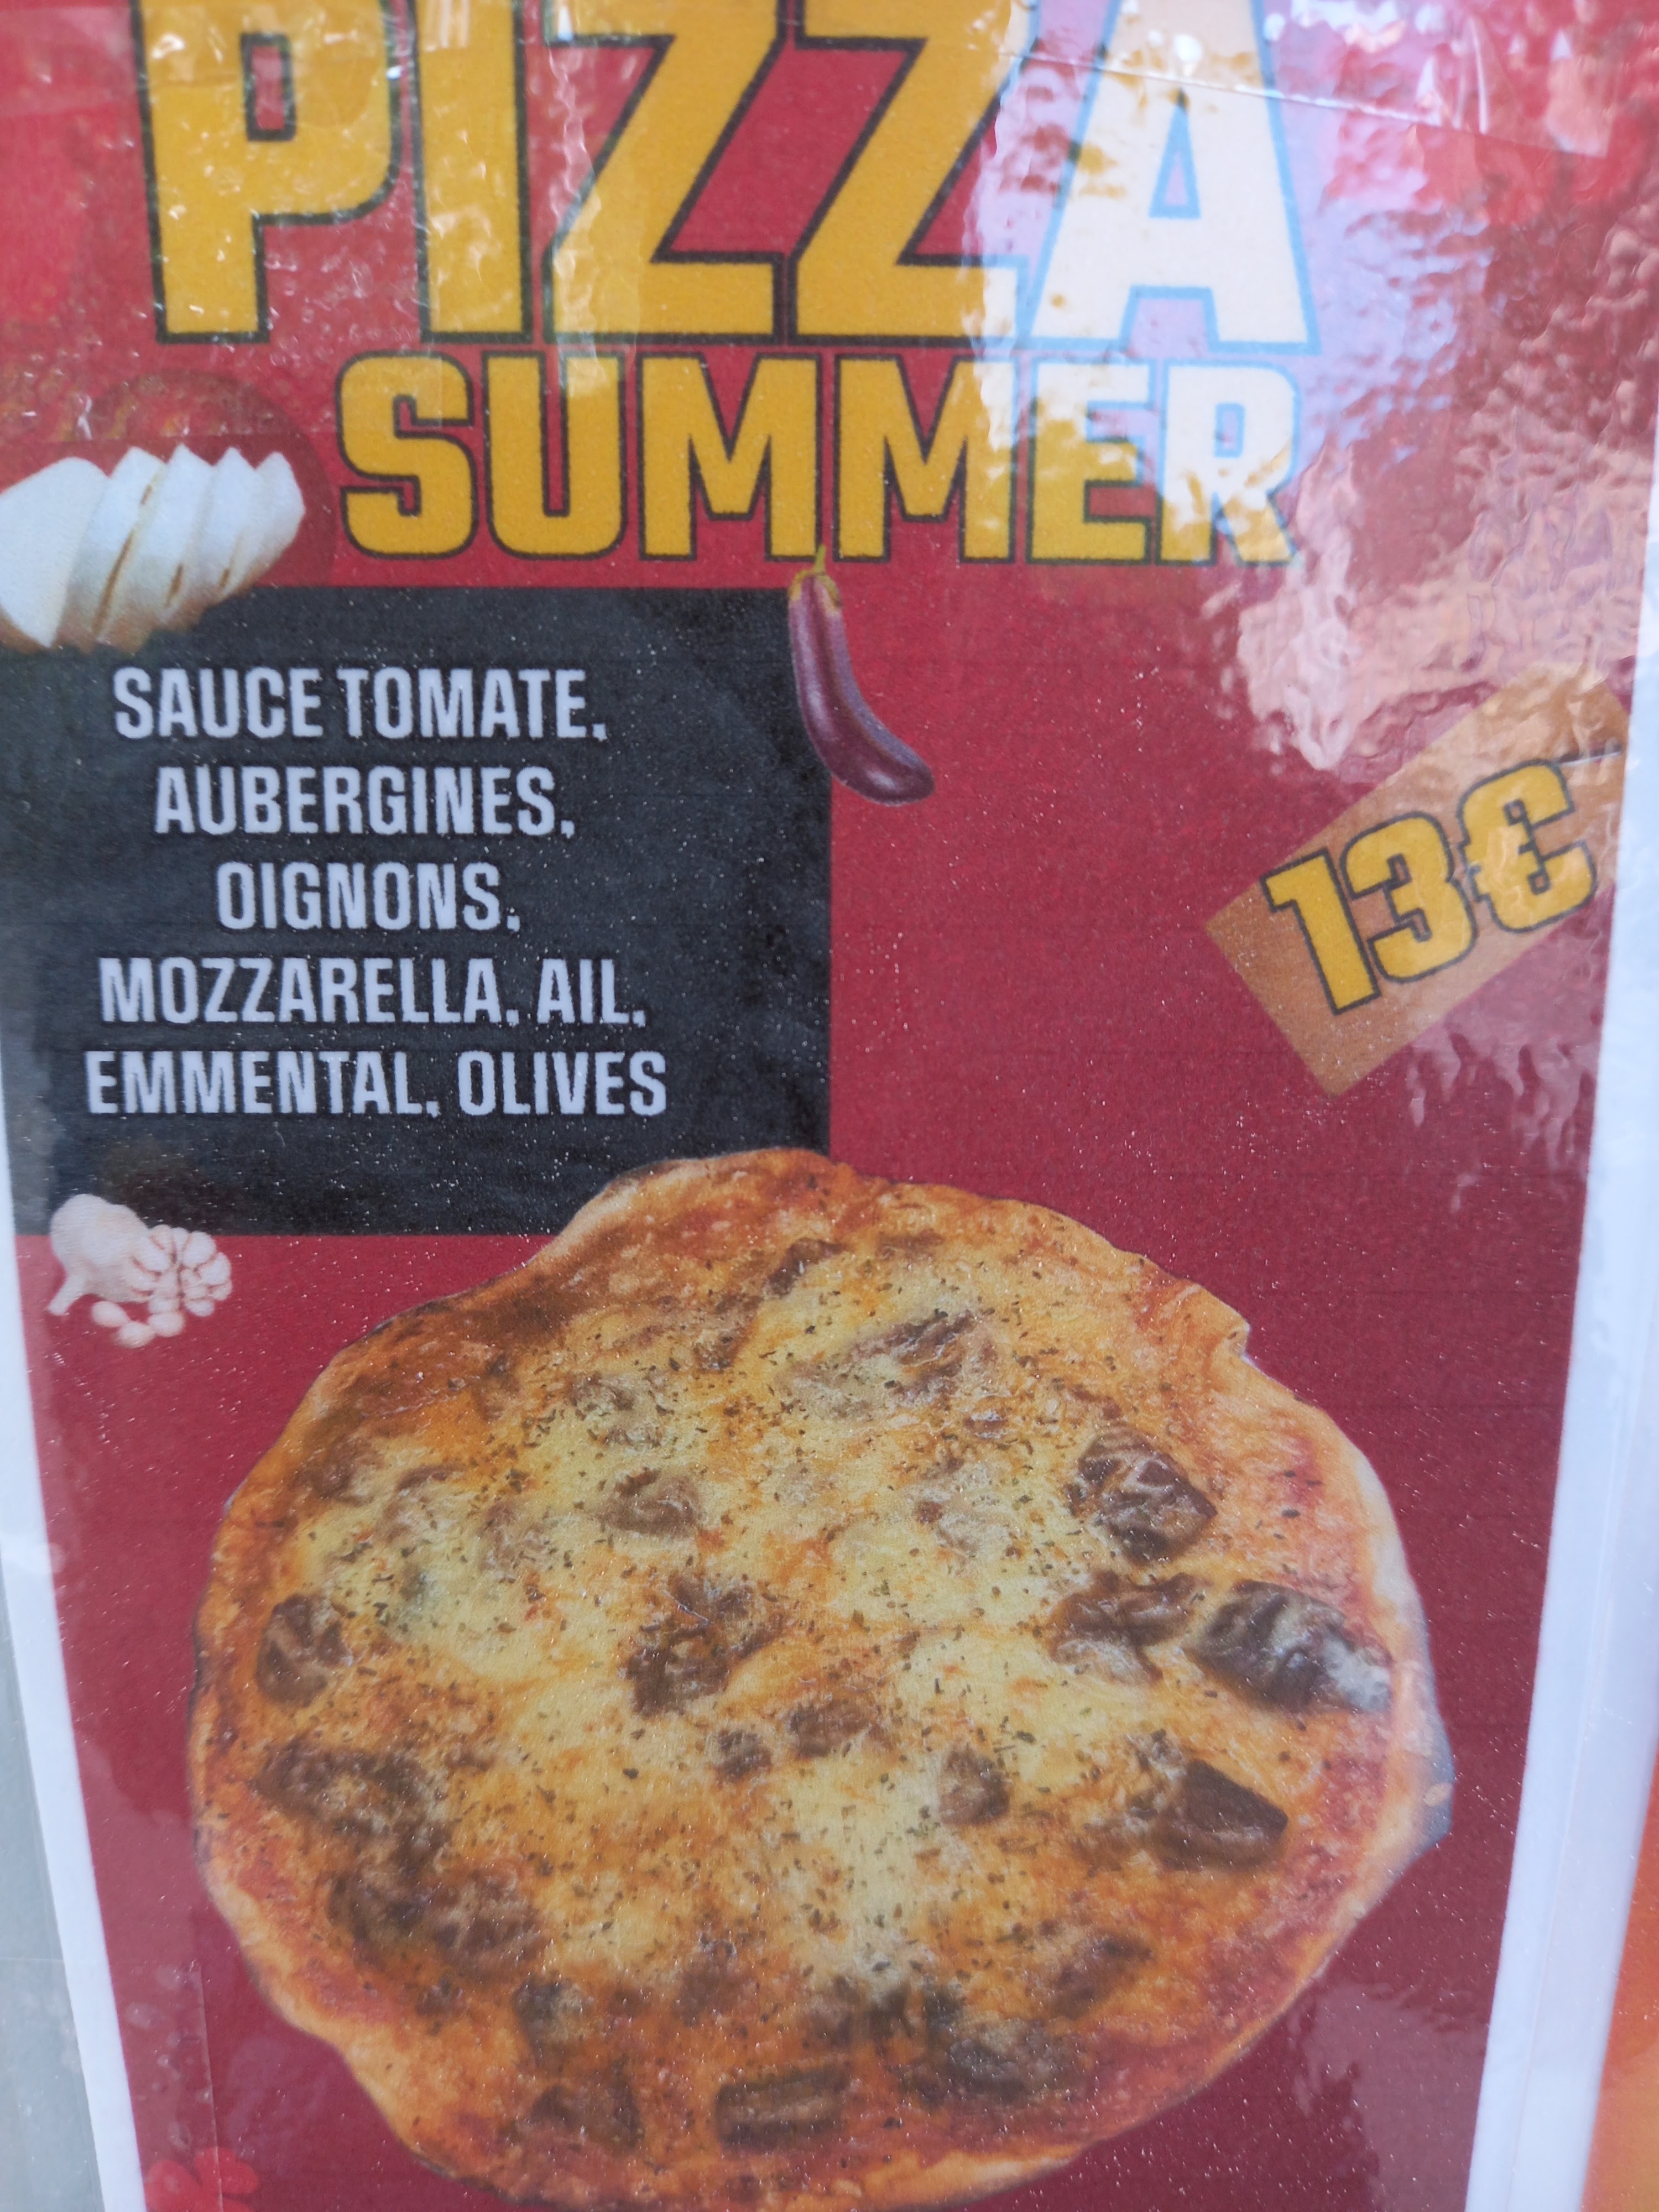 PIZZA
SUMMER
SAUCE TOMATE,
AUBERGINES,
OIGNONS,
MOZZARELLA, AIL,
EMMENTAL, OLIVES
13€